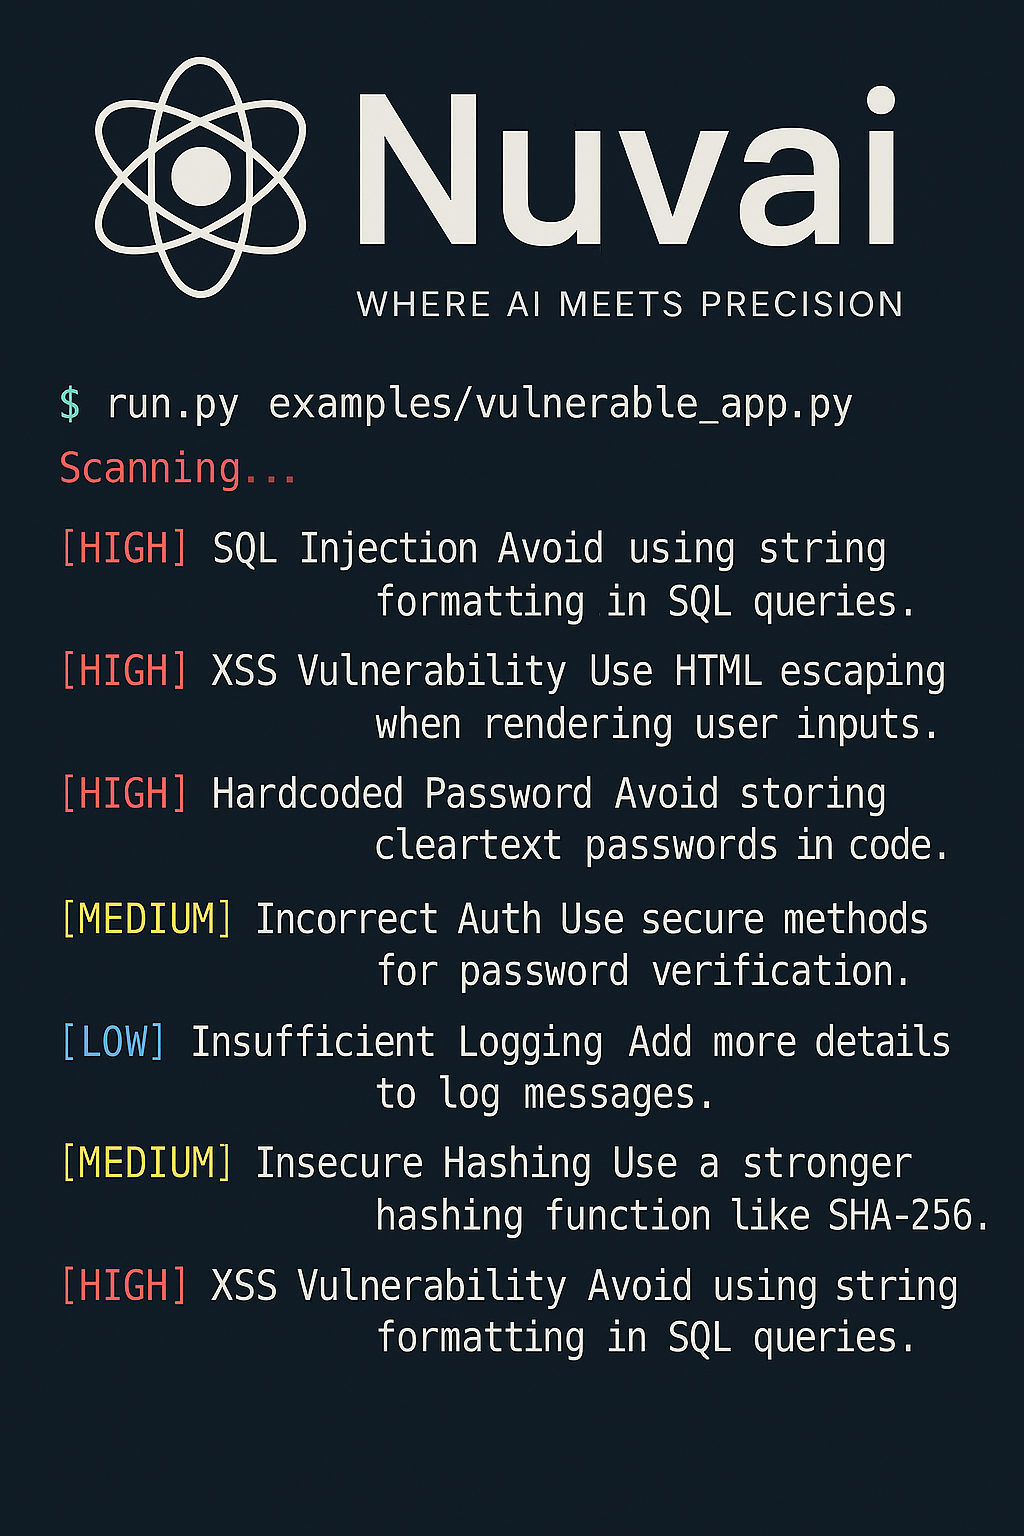 Nuvai
WHERE AI MEETS PRECISION
$ run.py examples/vulnerable_app.py
Scanning...
[HIGH] SQL Injection Avoid using string
formatting in SQL queries.
[HIGH] XSS Vulnerability Use HTML escaping
when rendering user inputs.
[HIGH] Hardcoded Password Avoid storing
cleartext passwords in code.
[MEDIUM] Incorrect Auth Use secure methods
for password verification.
[LOW] Insufficient Logging Add more details
to log messages.
[MEDIUM] Insecure Hashing Use a stronger
hashing function like SHA-256.
[HIGH] XSS Vulnerability Avoid using string
formatting in SQL queries.